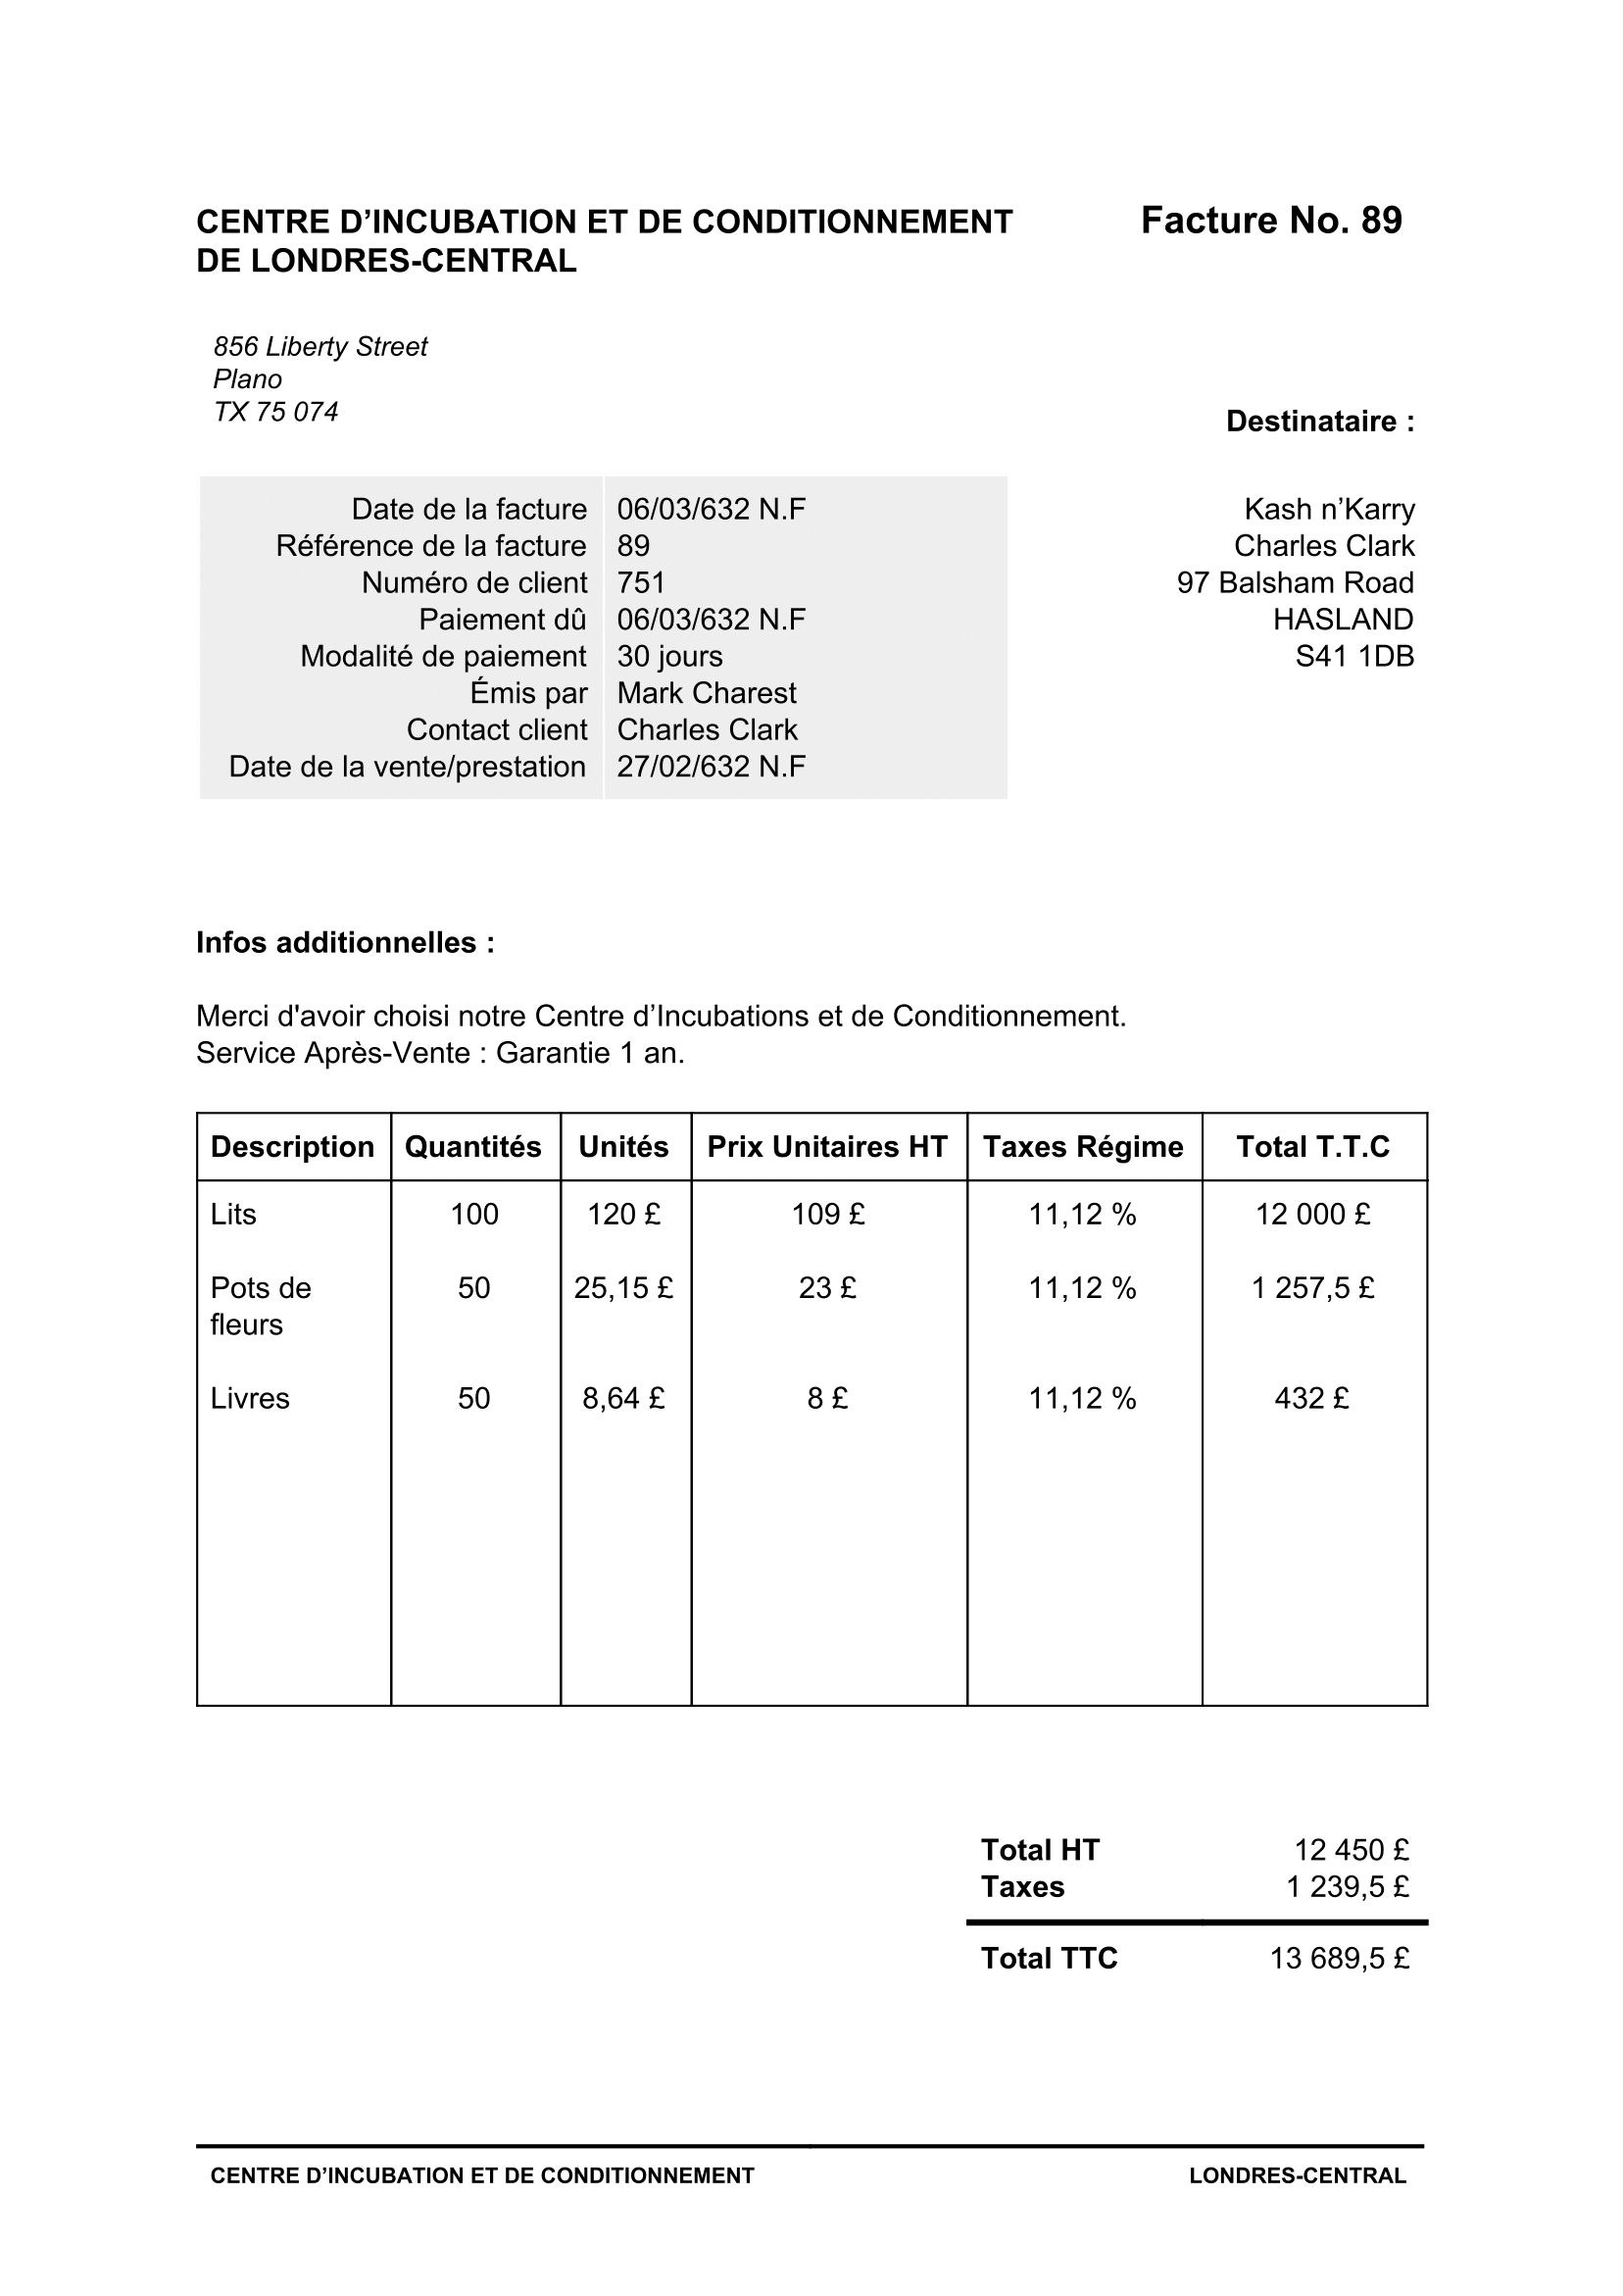 CENTRE D’INCUBATION ET DE CONDITIONNEMENT
DE LONDRES-CENTRAL
Facture No. 89
856 Liberty Street
Plano
TX 75 074
Destinataire :
Date de la facture 06/03/632 N.F
Référence de la facture 89
Numéro de client 751
Paiement dû 06/03/632 N.F
Modalité de paiement 30 jours
Émis par Mark Charest
Contact client Charles Clark
Date de la vente/prestation 27/02/632 N.F
Kash n’Karry
Charles Clark
97 Balsham Road
HASLAND
S41 1DB
Infos additionnelles :
Merci d'avoir choisi notre Centre d’Incubations et de Conditionnement.
Service Après-Vente : Garantie 1 an.
Description Quantités Unités Prix Unitaires HT Taxes Régime Total T.T.C
Lits 100 120 £ 109 £ 11,12 % 12 000 £
Pots de 50 25,15 £ 23 £ 11,12 % 1 257,5 £
fleurs
Livres 50 8,64 £ 8 £ 11,12 % 432 £
Total HT 12 450 £
Taxes 1 239,5 £
Total TTC 13 689,5 £
CENTRE D’INCUBATION ET DE CONDITIONNEMENT LONDRES-CENTRAL